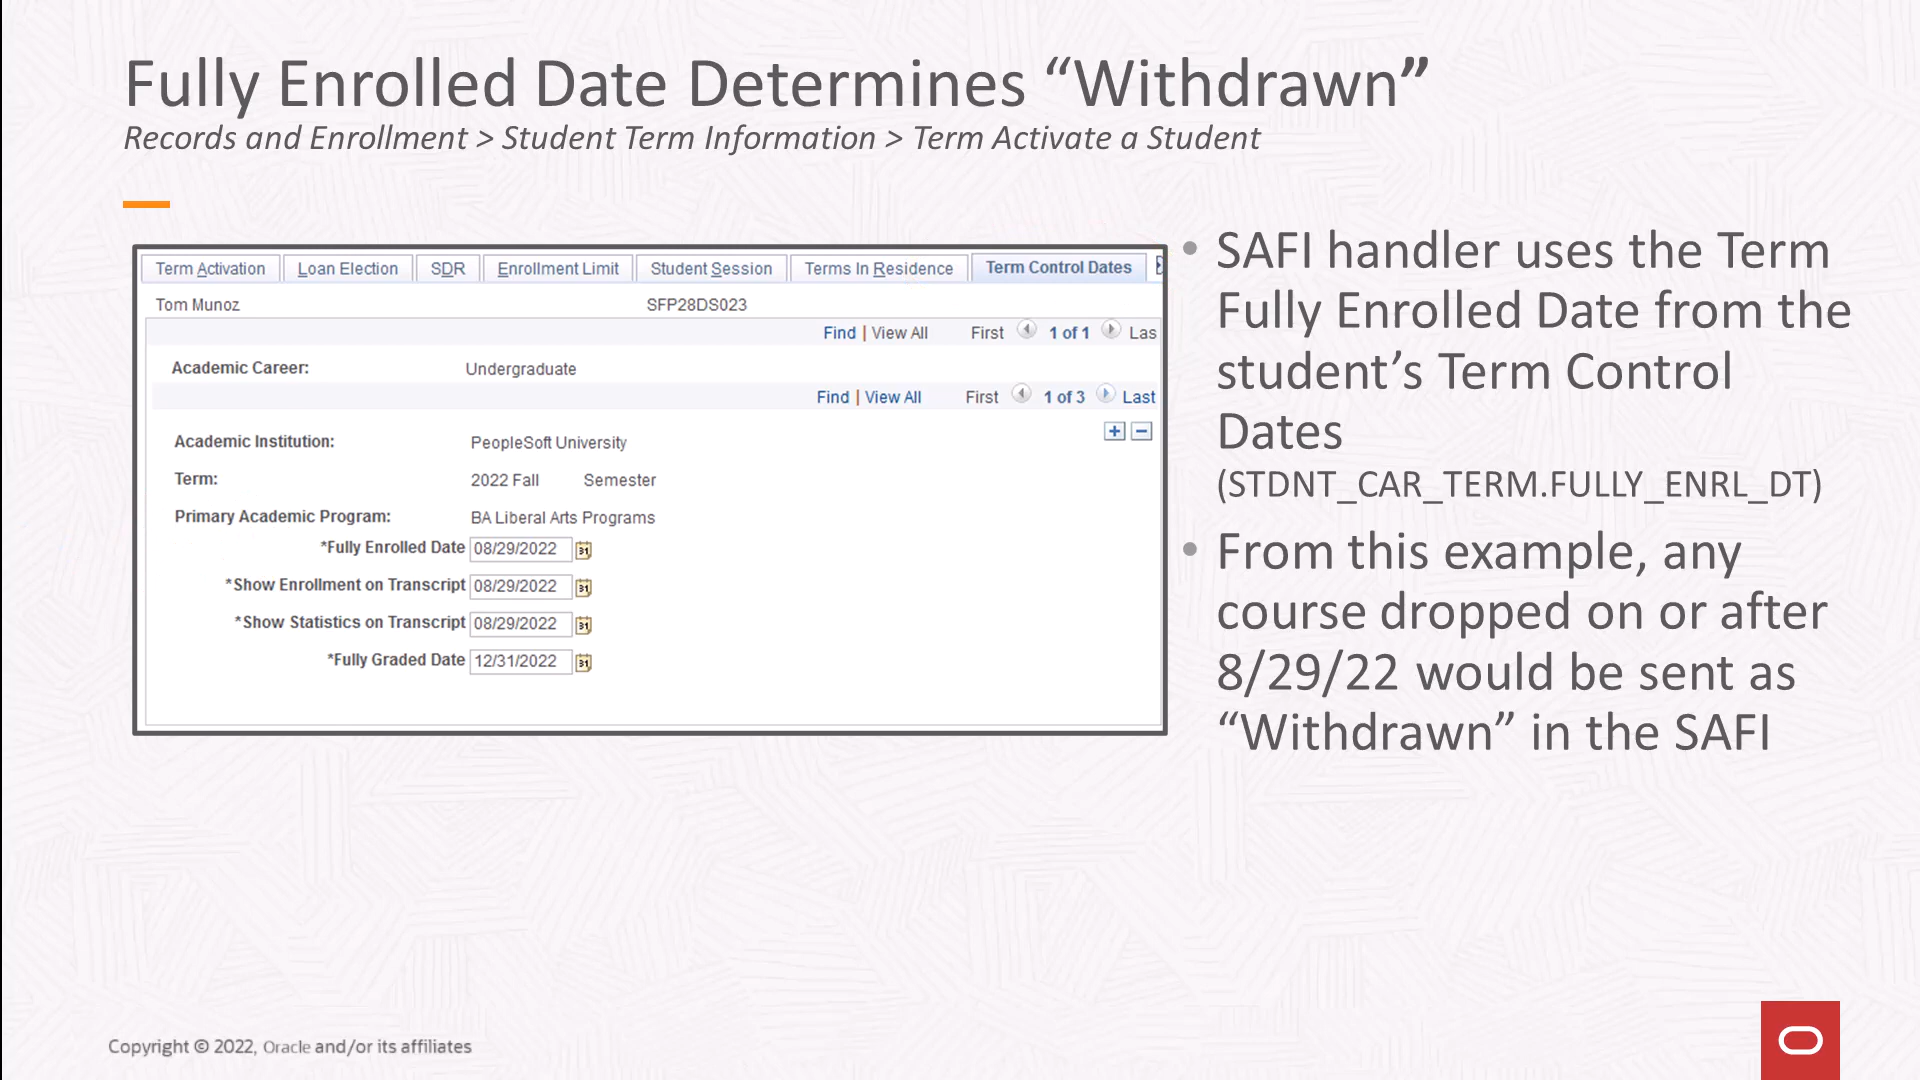 Fully Enrolled Date Determines “Withdrawn”
Records and Enrollment > Student Term Information > Term Activate a Student
Term Activation Loan Election SDR Enrollment Limit Student Session Terms In Residence Term Control Dates
Tom Munoz SFP28DS023
Find | View All First 1 of 1 Las
Academic Career: Undergraduate
Find | View All First 1 of 3 Last
Academic Institution: PeopleSoft University
Term: 2022 Fall Semester
Primary Academic Program: BA Liberal Arts Programs
*Fully Enrolled Date 08/29/2022
*Show Enrollment on Transcript 08/29/2022
*Show Statistics on Transcript 08/29/2022
*Fully Graded Date 12/31/2022
• SAFI handler uses the Term
Fully Enrolled Date from the
student’s Term Control
Dates
(STDNT_CAR_TERM.FULLY_ENRL_DT)
• From this example, any
course dropped on or after
8/29/22 would be sent as
“Withdrawn” in the SAFI
Copyright © 2022, Oracle and/or its affiliates